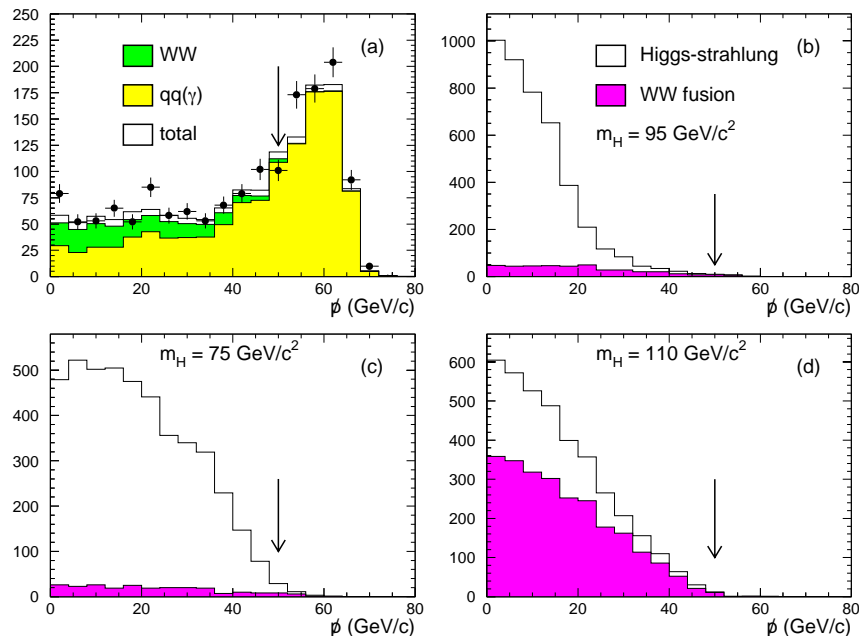 (a)
WW
qq(γ)
total
250
225
200
175
150
125
100
75
50
25
0
0 20 40 60 80
p̸ (GeV/c)
(b)
Higgs-strahlung
WW fusion
m_H = 95 GeV/c²
1000
800
600
400
200
0
0 20 40 60 80
p̸ (GeV/c)
m_H = 75 GeV/c²
(c)
500
400
300
200
100
0
0 20 40 60 80
p̸ (GeV/c)
m_H = 110 GeV/c²
(d)
600
500
400
300
200
100
0
0 20 40 60 80
p̸ (GeV/c)